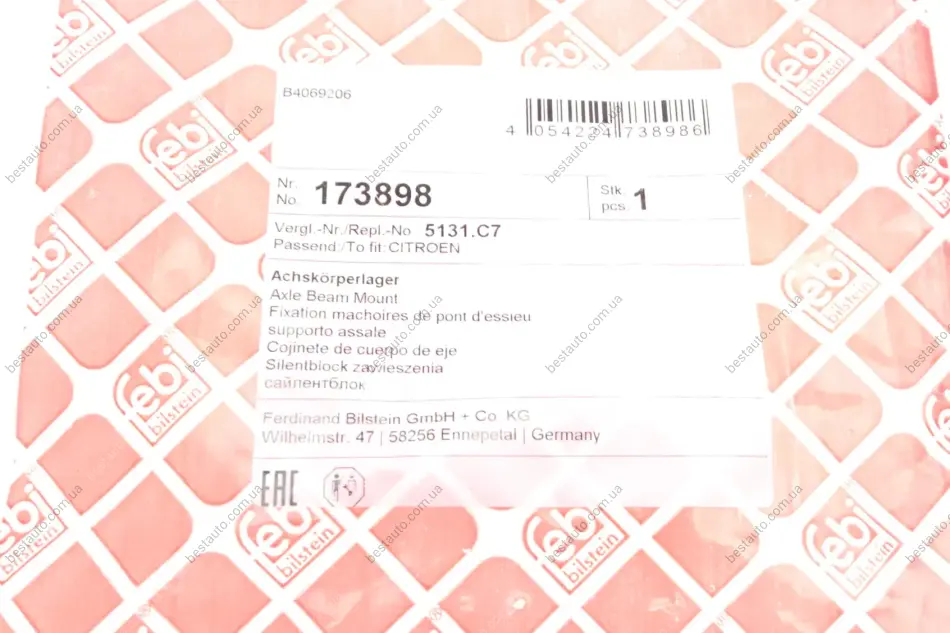 B4069206
4 054224 738986
Nr.
No. 173898
Stk.
pcs. 1
Vergl.-Nr./Repl.-No 5131.C7
Passend./To fit: CITROEN
Achskörperlager
Axle Beam Mount
Fixation machoires de pont d'essieu
supporto assale
Cojinete de cuerpo de eje
Silentblock zawieszenia
сайлентблок
Ferdinand Bilstein GmbH + Co. KG
Wilhelmstr. 47 | 58256 Ennepetal | Germany
EAC
febi
bilstein
bestauto.com.ua